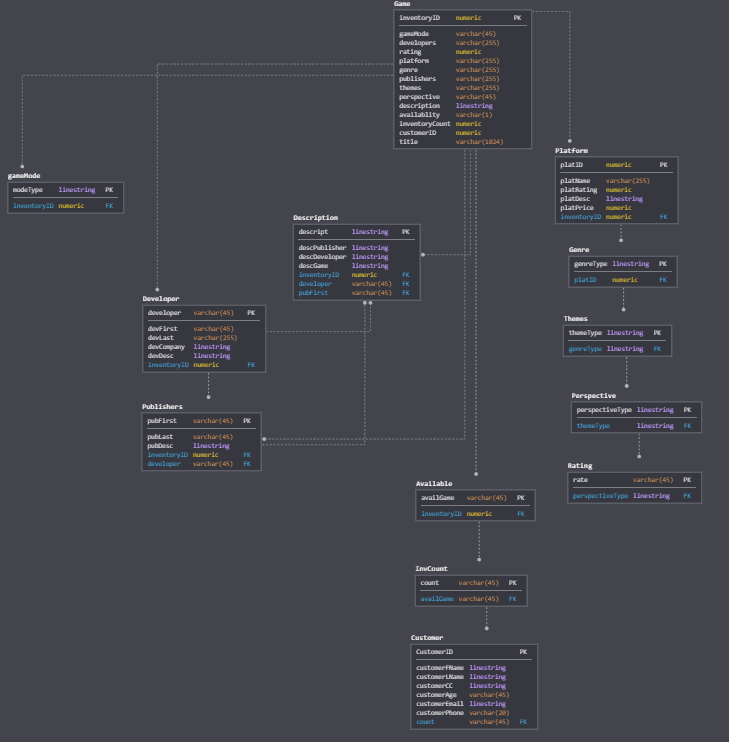 Game
inventoryID numeric PK
gameMode varchar(45)
developers varchar(255)
rating numeric
platform varchar(255)
genre varchar(255)
publishers varchar(255)
themes varchar(255)
perspective varchar(45)
description linestring
availablity varchar(1)
inventoryCount numeric
customerID numeric
title varchar(1024)
gameMode
modeType linestring PK
inventoryID numeric FK
Platform
platID numeric PK
platName varchar(255)
platRating numeric
platDesc linestring
platPrice numeric
inventoryID numeric FK
Description
descript linestring PK
descPublisher linestring
descDeveloper linestring
descGame linestring
inventoryID numeric FK
developer varchar(45) FK
pubFirst varchar(45) FK
Genre
genreType linestring PK
platID numeric FK
Developer
developer varchar(45) PK
devFirst varchar(45)
devLast varchar(255)
devCompany linestring
devDesc linestring
inventoryID numeric FK
Themes
themeType linestring PK
genreType linestring FK
Publishers
pubFirst varchar(45) PK
pubLast varchar(45)
pubDesc linestring
inventoryID numeric FK
developer varchar(45) FK
Perspective
perspectiveType linestring PK
themeType linestring FK
Rating
rate varchar(45) PK
perspectiveType linestring FK
Available
availGame varchar(45) PK
inventoryID numeric FK
InvCount
count varchar(45) PK
availGame varchar(45) FK
Customer
CustomerID PK
customerFName linestring
customerLName linestring
customerCC linestring
customerAge varchar(45)
customerEmail linestring
customerPhone varchar(20)
count varchar(45) FK